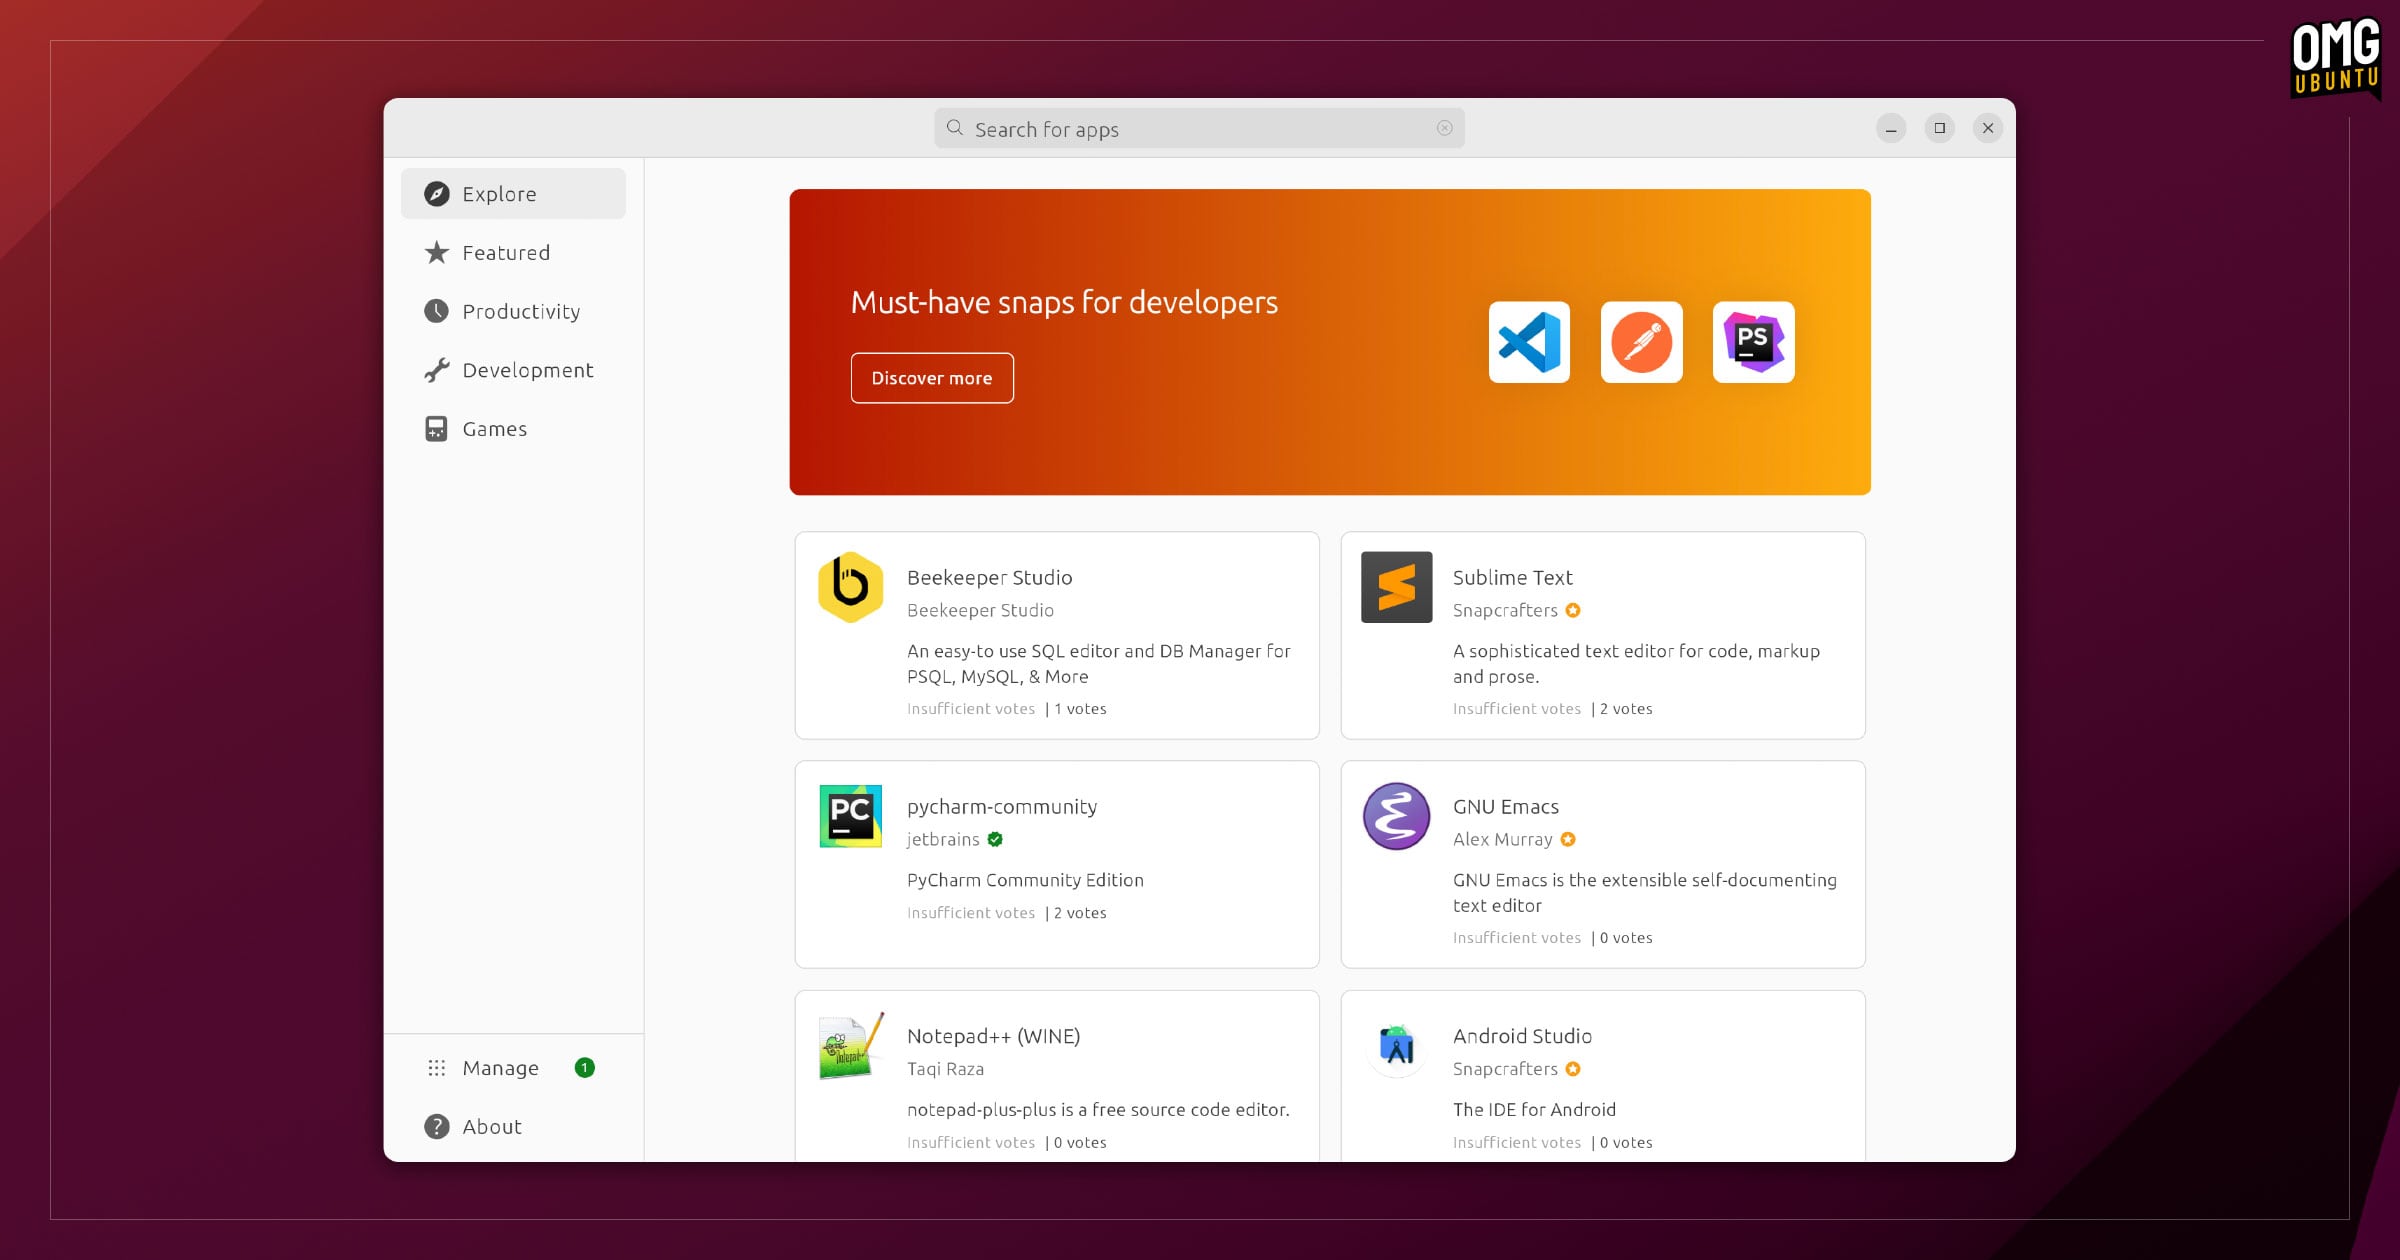 OMG
UBUNTU
Search for apps
Explore
Featured
Productivity
Development
Games
Manage 1
About
Must-have snaps for developers
Discover more
PS
b
Beekeeper Studio
Beekeeper Studio
An easy-to use SQL editor and DB Manager for
PSQL, MySQL, & More
Insufficient votes | 1 votes
Sublime Text
Snapcrafters
A sophisticated text editor for code, markup
and prose.
Insufficient votes | 2 votes
PC
pycharm-community
jetbrains
PyCharm Community Edition
Insufficient votes | 2 votes
GNU Emacs
Alex Murray
GNU Emacs is the extensible self-documenting
text editor
Insufficient votes | 0 votes
Notepad++
Notepad++ (WINE)
Taqi Raza
notepad-plus-plus is a free source code editor.
Insufficient votes | 0 votes
Android Studio
Snapcrafters
The IDE for Android
Insufficient votes | 0 votes